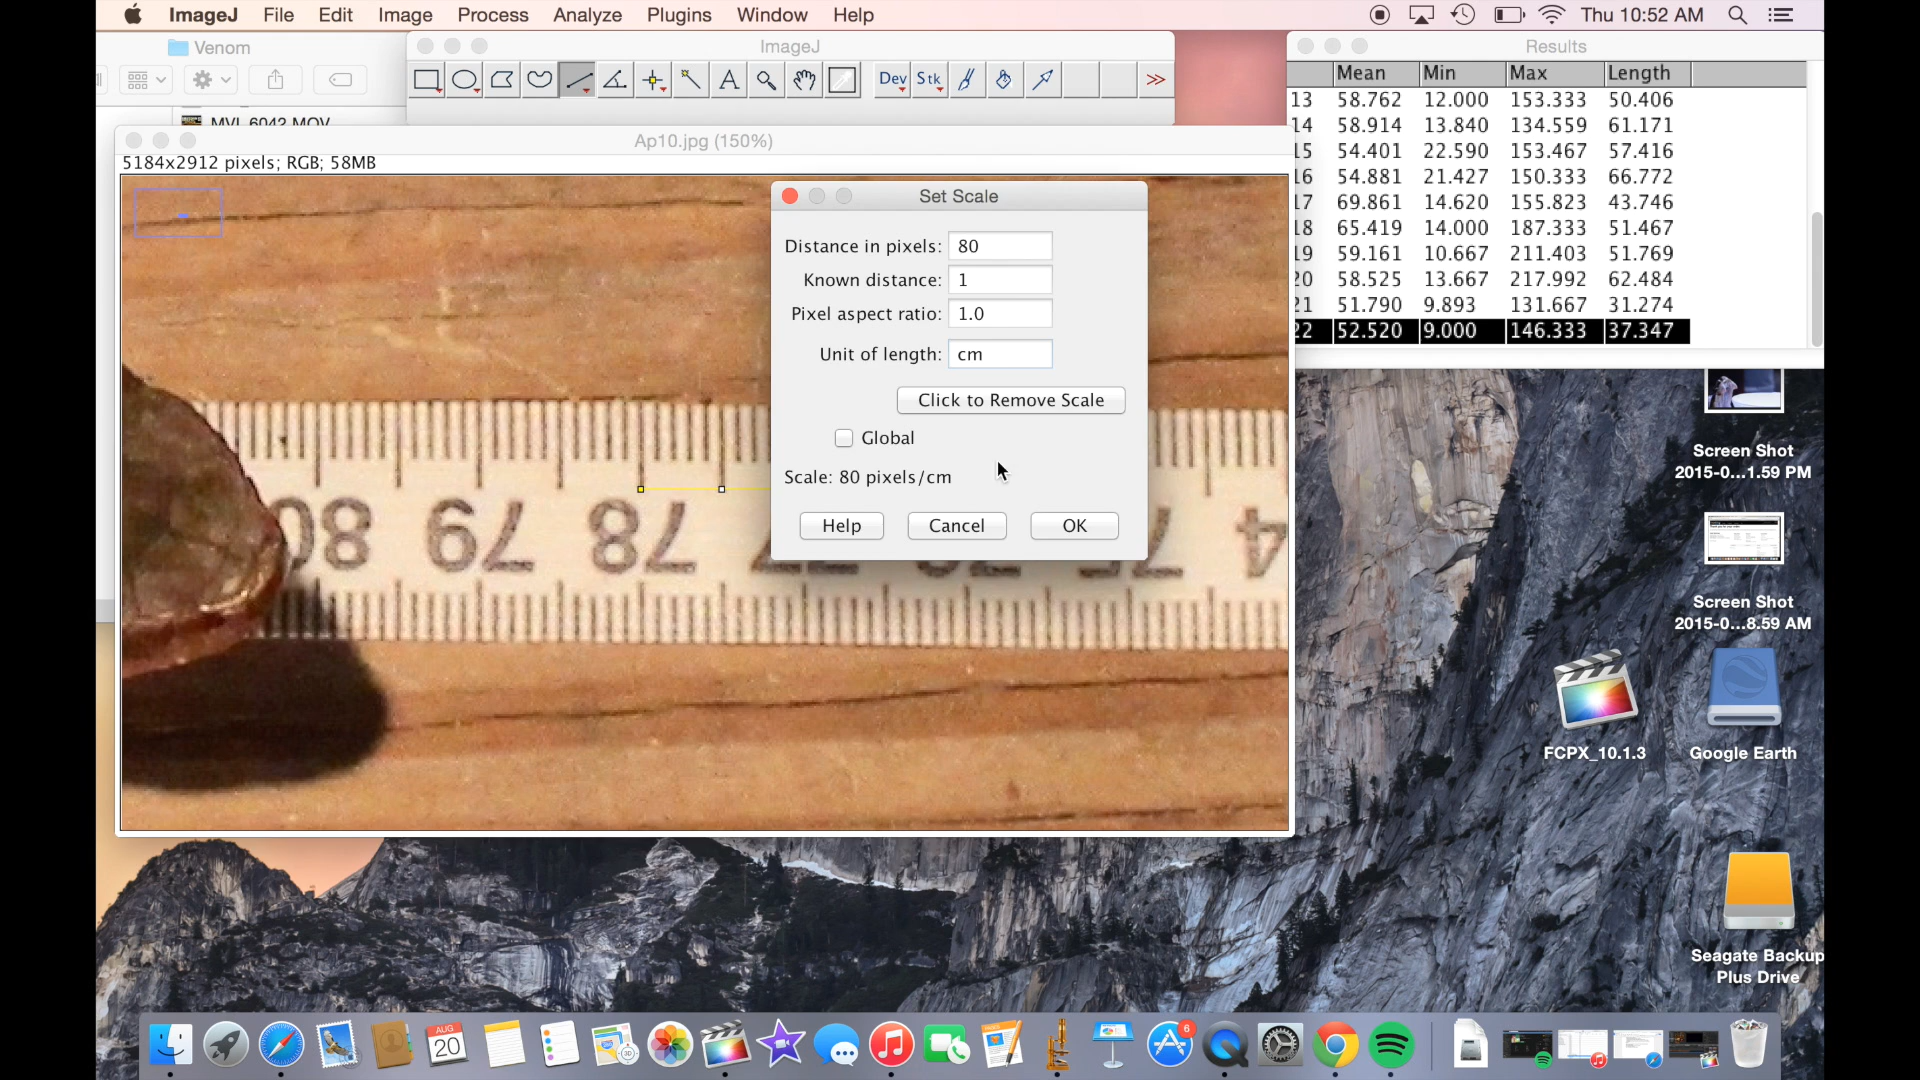 ImageJ File Edit Image Process Analyze Plugins Window Help Thu 10:52 AM
Venom
ImageJ
Dev Stk >>
MVI_6042.MOV
Ap10.jpg (150%)
5184x2912 pixels; RGB; 58MB
Set Scale
Distance in pixels: 80
Known distance: 1
Pixel aspect ratio: 1.0
Unit of length: cm
Click to Remove Scale
Global
Scale: 80 pixels/cm
Help Cancel OK
80 79 78
Results
Mean Min Max Length
13 58.762 12.000 153.333 50.406
14 58.914 13.840 134.559 61.171
15 54.401 22.590 153.467 57.416
16 54.881 21.427 150.333 66.772
17 69.861 14.620 155.823 43.746
18 65.419 14.000 187.333 51.467
19 59.161 10.667 211.403 51.769
20 58.525 13.667 217.992 62.484
21 51.790 9.893 131.667 31.274
22 52.520 9.000 146.333 37.347
Screen Shot
2015-0...1.59 PM
Screen Shot
2015-0...8.59 AM
FCPX_10.1.3
Google Earth
Seagate Backup
Plus Drive
AUG
20
3D
6